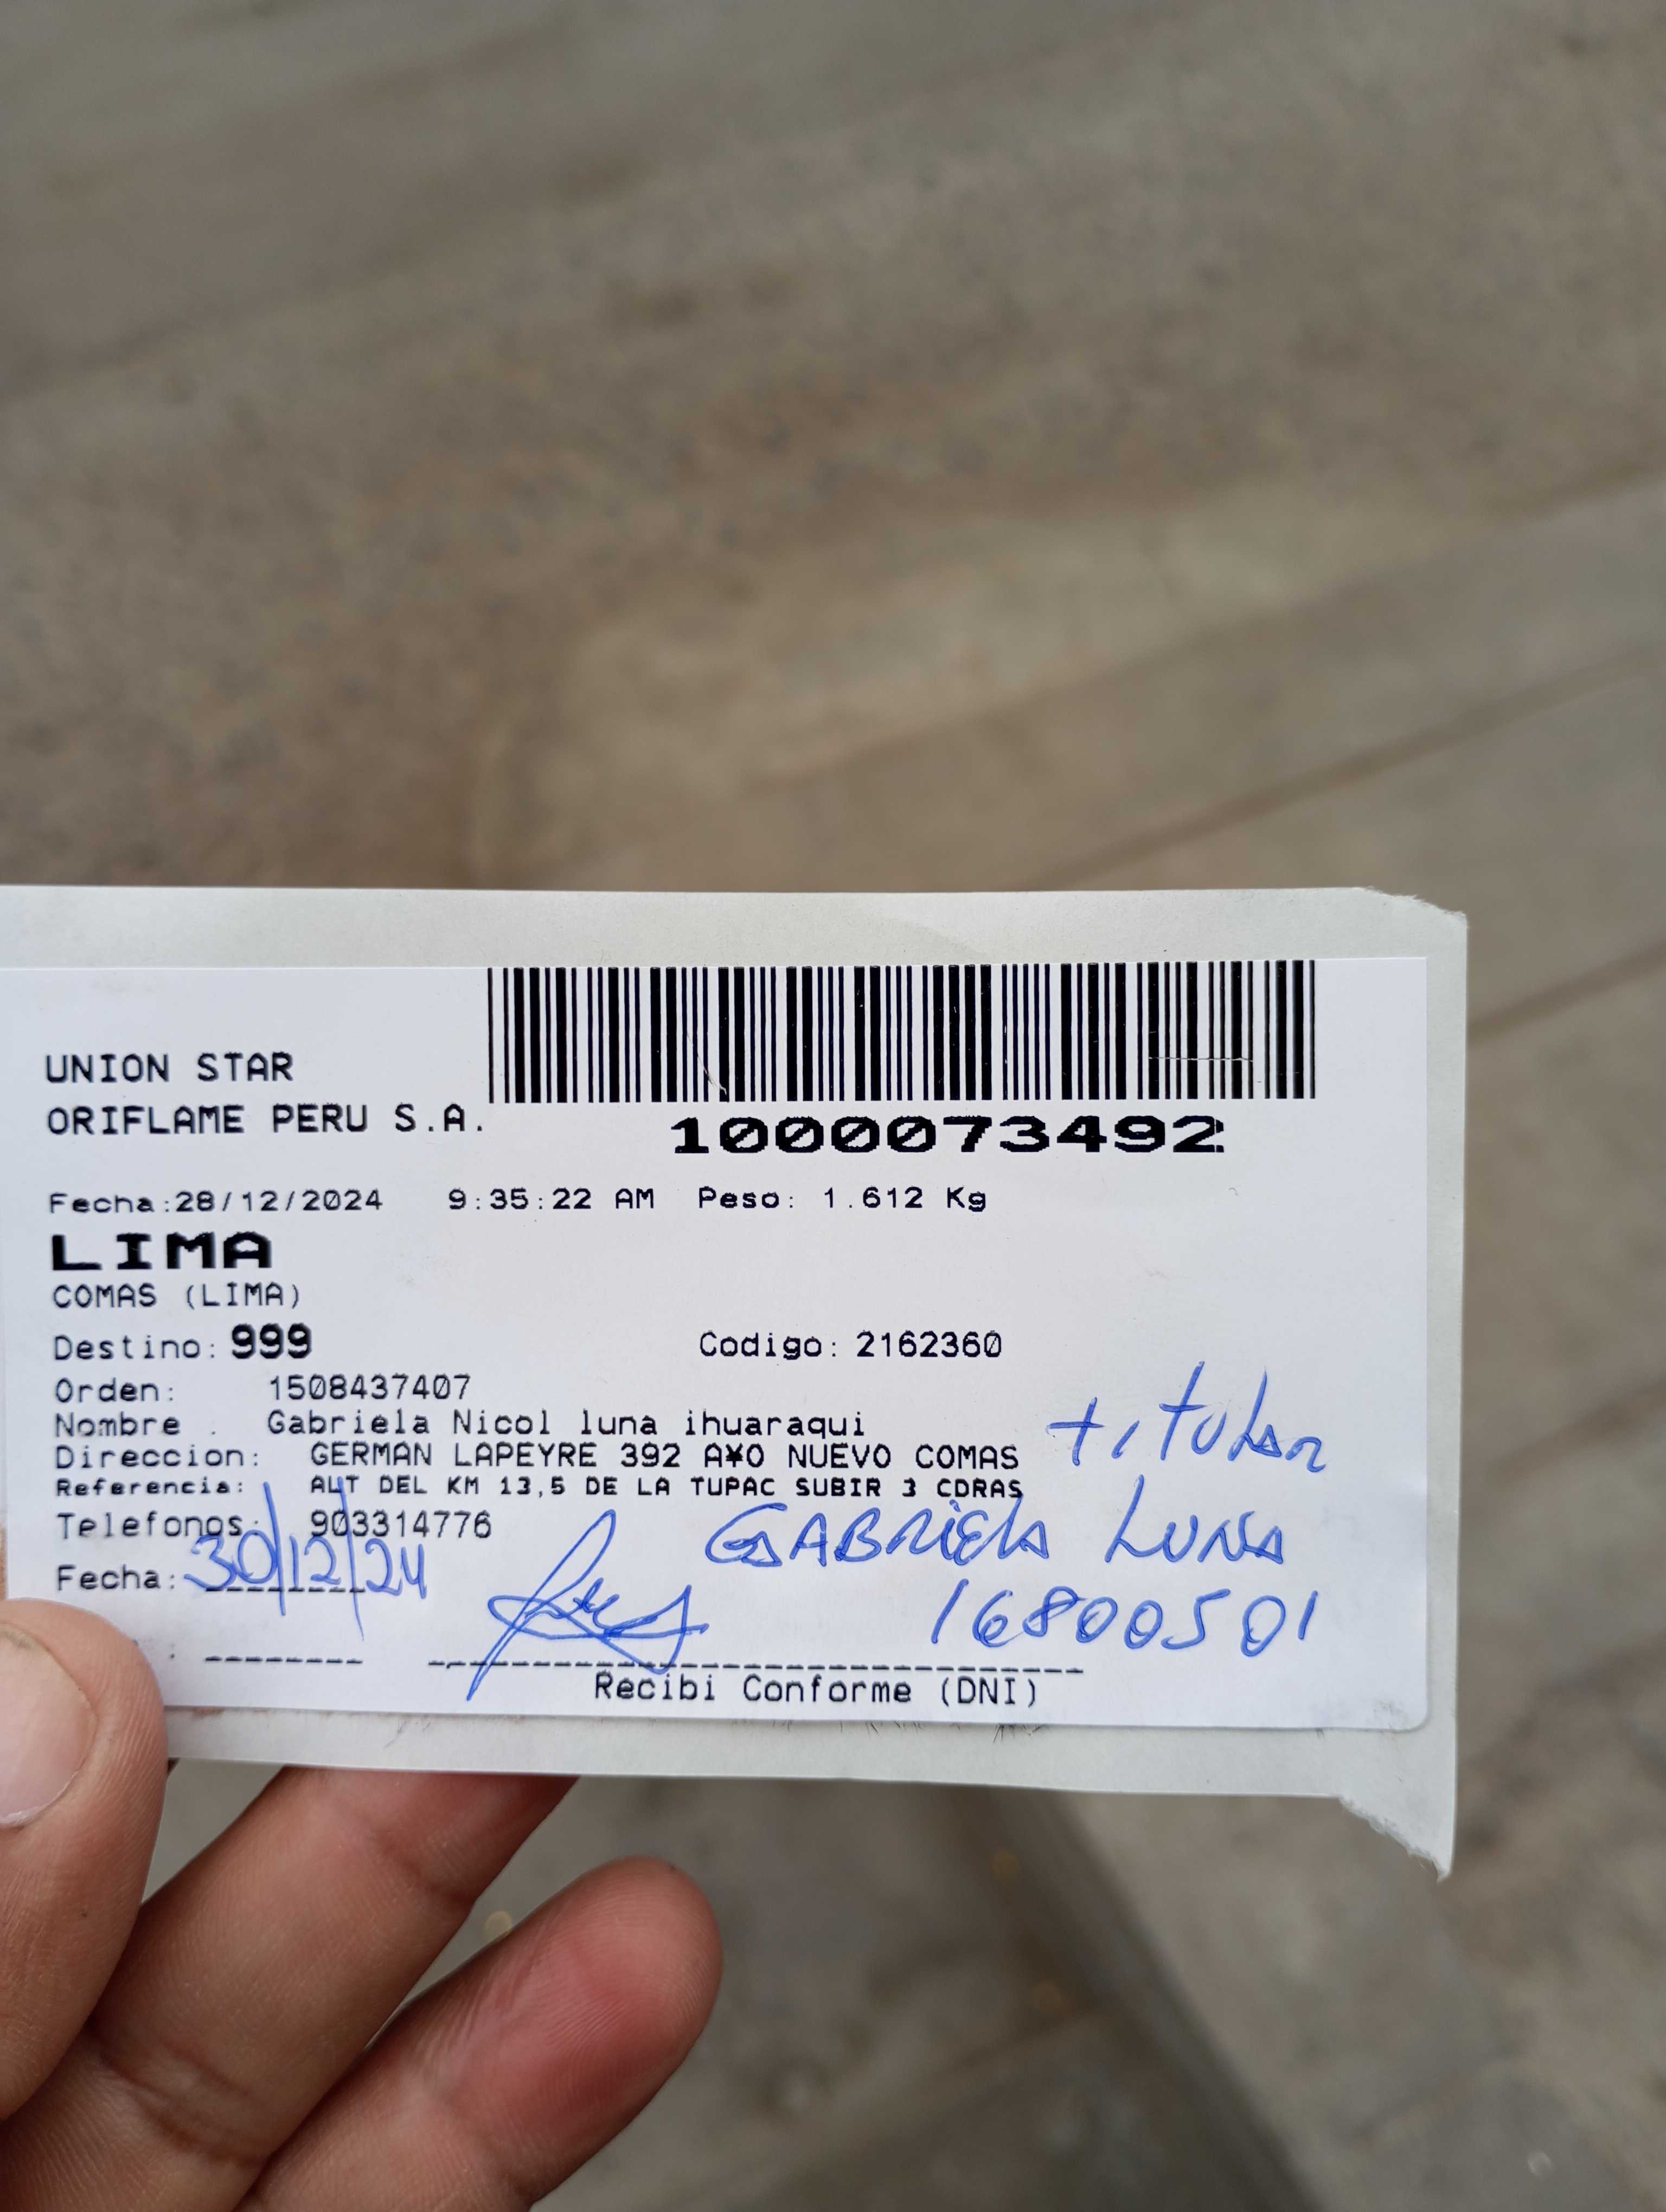 UNION STAR
ORIFLAME PERU S.A.
1000073492
Fecha:28/12/2024 9:35:22 AM Peso: 1.612 Kg
LIMA
COMAS (LIMA)
Destino: 999 Codigo: 2162360
Orden: 1508437407
Nombre . Gabriela Nicol luna ihuaraqui
Direccion: GERMAN LAPEYRE 392 A¥O NUEVO COMAS
titular
Referencia: ALT DEL KM 13,5 DE LA TUPAC SUBIR 3 CDRAS
Telefonos: 903314776
GABRIELA LUNA
Fecha: 30/12/24
16800501
Recibi Conforme (DNI)